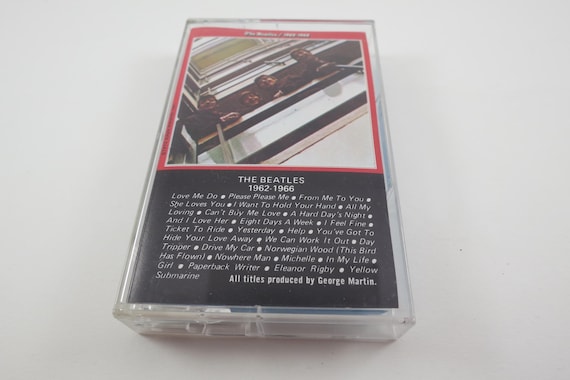 The Beatles / 1962-1966
THE BEATLES
1962-1966
Love Me Do ● Please Please Me ● From Me To You ●
She Loves You ● I Want To Hold Your Hand ● All My
Loving ● Can't Buy Me Love ● A Hard Day's Night ●
And I Love Her ● Eight Days A Week ● I Feel Fine ●
Ticket To Ride ● Yesterday ● Help ● You've Got To
Hide Your Love Away ● We Can Work It Out ● Day
Tripper ● Drive My Car ● Norwegian Wood (This Bird
Has Flown) ● Nowhere Man ● Michelle ● In My Life ●
Girl ● Paperback Writer ● Eleanor Rigby ● Yellow
Submarine
All titles produced by George Martin.